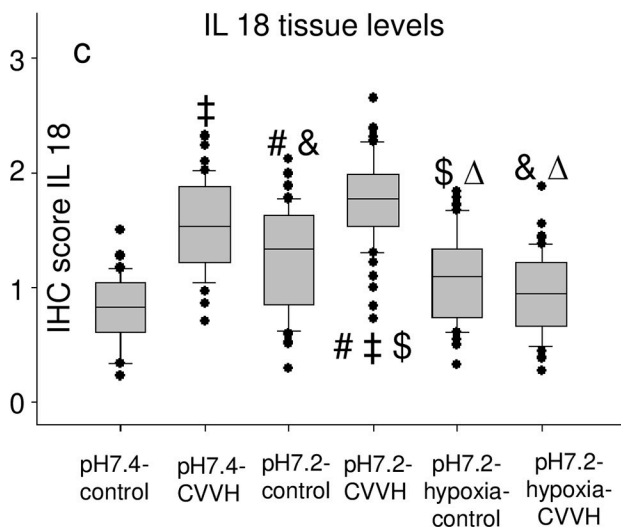 IL 18 tissue levels
c
IHC score IL 18
3
2
1
0
‡
# &
# ‡ $
$ Δ
& Δ
pH7.4-
control
pH7.4-
CVVH
pH7.2-
control
pH7.2-
CVVH
pH7.2-
hypoxia-
control
pH7.2-
hypoxia-
CVVH